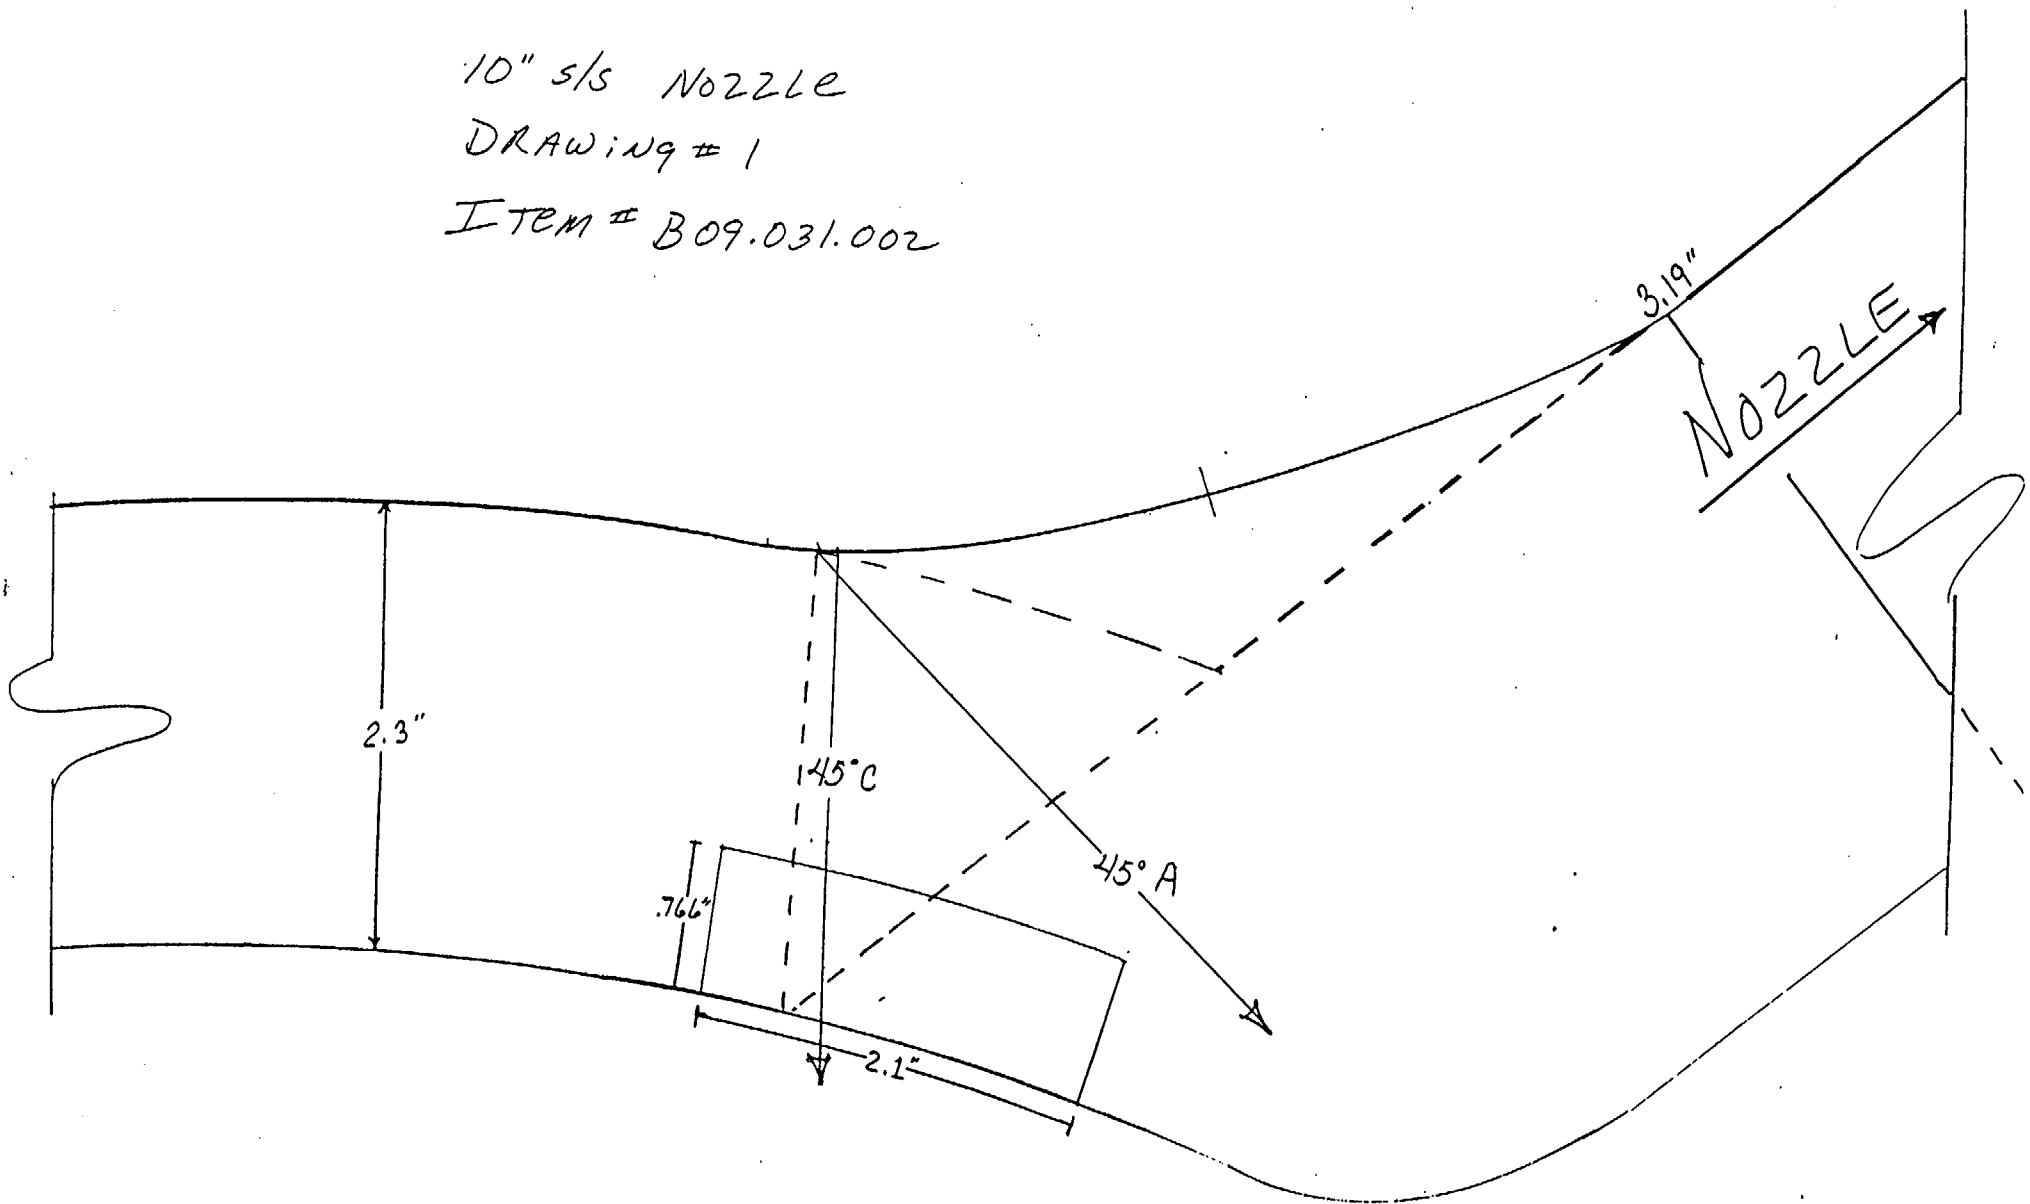 10" s/s NOZZLe
DRAWiNg # 1
ITem # B09.031.002
3.19"
NOZZLE
2.3"
45°C
.766"
45° A
2.1"